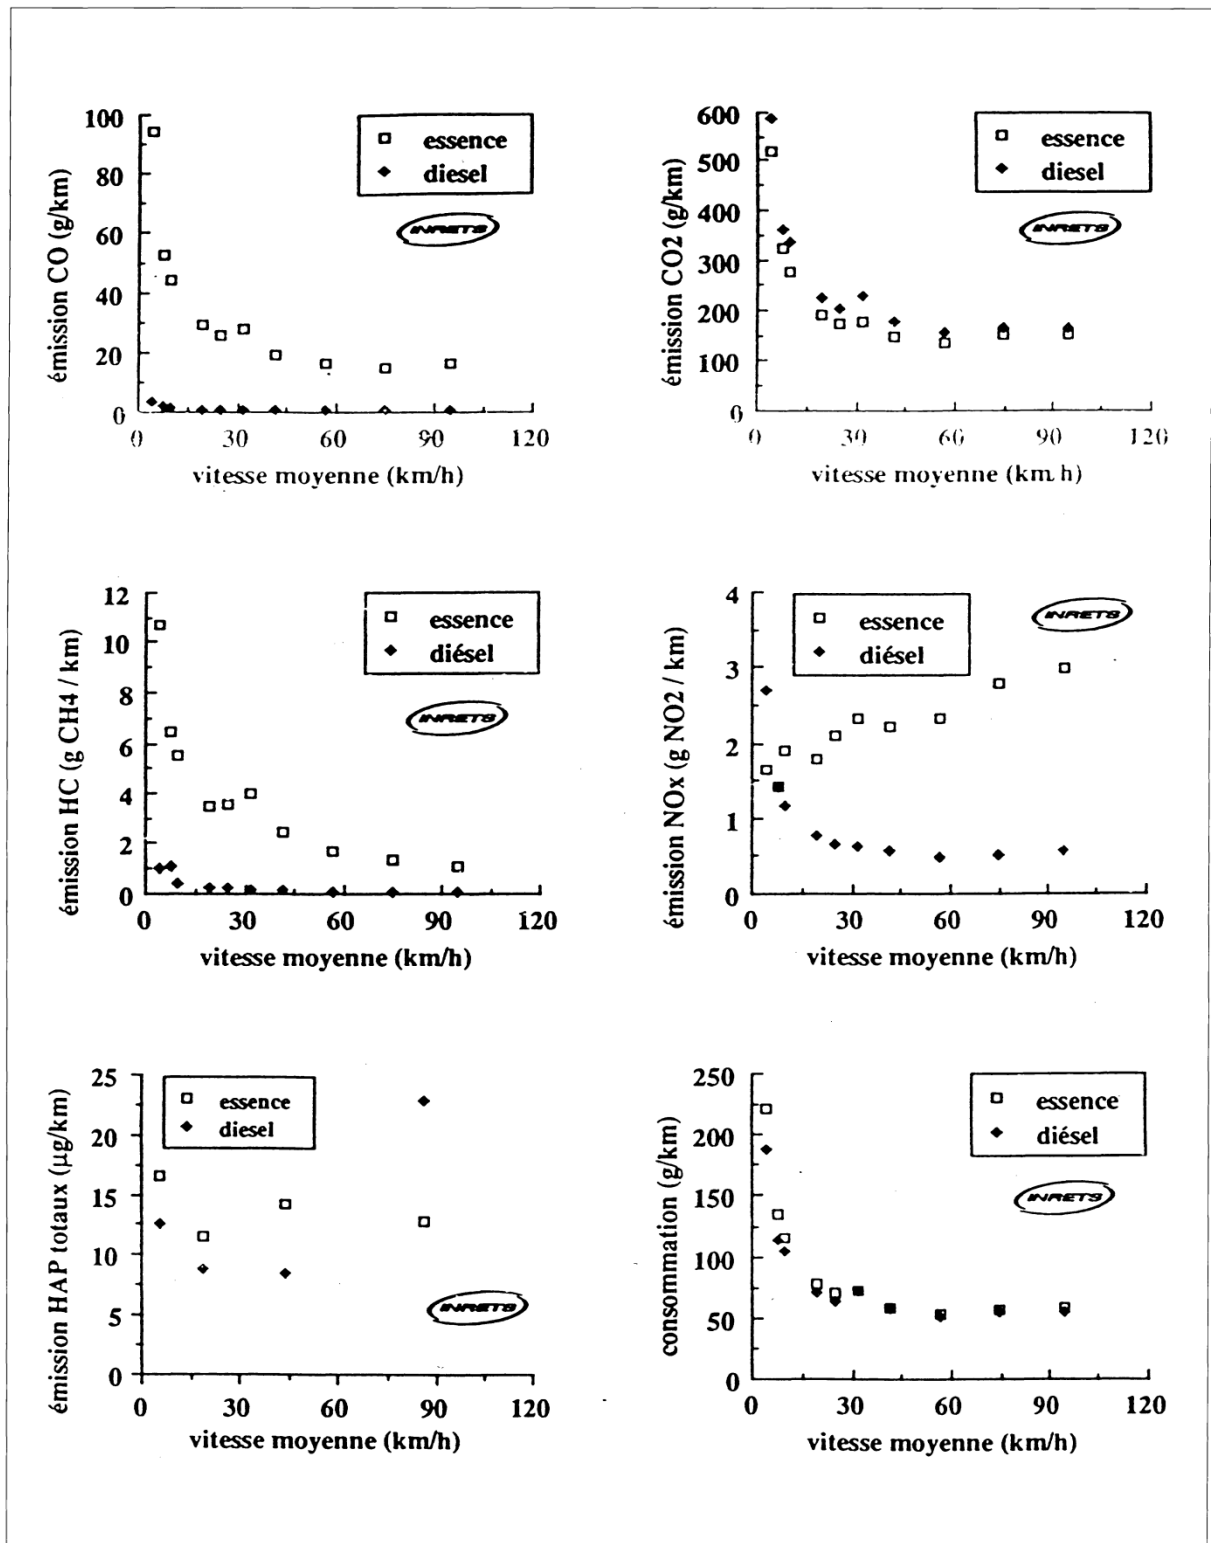 émission CO (g/km)
100
80
60
40
20
0
essence
diesel
INRETS
0 30 60 90 120
vitesse moyenne (km/h)
émission CO2 (g/km)
600
500
400
300
200
100
0
essence
diesel
INRETS
0 30 60 90 120
vitesse moyenne (km/h)
émission HC (g CH4 / km)
12
10
8
6
4
2
0
essence
diésel
INRETS
0 30 60 90 120
vitesse moyenne (km/h)
émission NOx (g NO2 / km)
4
3
2
1
0
essence
diésel
INRETS
0 30 60 90 120
vitesse moyenne (km/h)
émission HAP totaux (µg/km)
25
20
15
10
5
0
essence
diesel
INRETS
0 30 60 90 120
vitesse moyenne (km/h)
consommation (g/km)
250
200
150
100
50
0
essence
diésel
INRETS
0 30 60 90 120
vitesse moyenne (km/h)